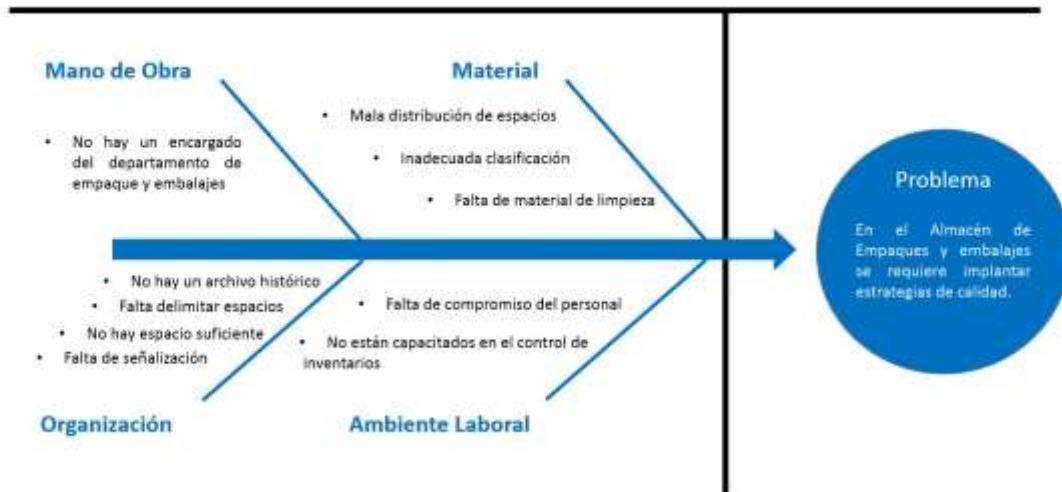 Mano de Obra
• No hay un encargado
del departamento de
empaque y embalajes
Material
• Mala distribución de espacios
• Inadecuada clasificación
• Falta de material de limpieza
• No hay un archivo histórico
• Falta delimitar espacios
• No hay espacio suficiente
• Falta de señalización
Organización
• Falta de compromiso del personal
• No están capacitados en el control de
inventarios
Ambiente Laboral
Problema
En el Almacén de
Empaques y embalajes
se requiere implantar
estrategias de calidad.